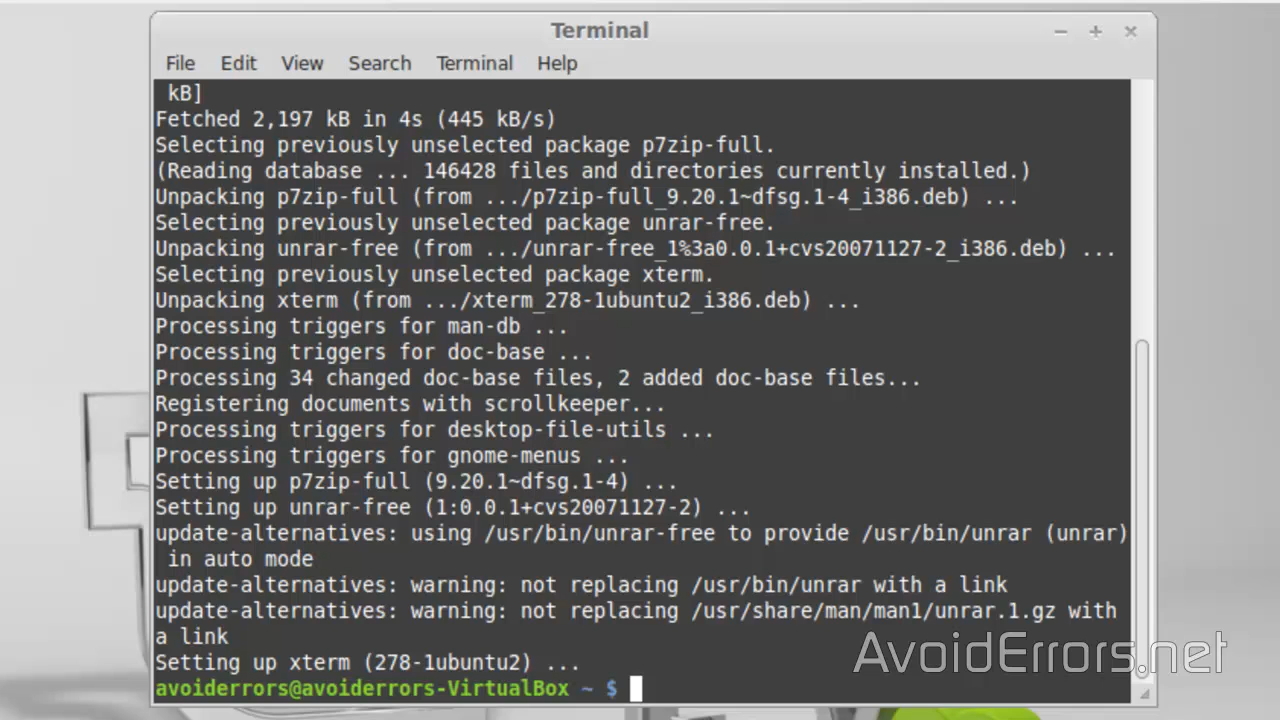 Terminal
File Edit View Search Terminal Help
kB]
Fetched 2,197 kB in 4s (445 kB/s)
Selecting previously unselected package p7zip-full.
(Reading database ... 146428 files and directories currently installed.)
Unpacking p7zip-full (from .../p7zip-full_9.20.1~dfsg.1-4_i386.deb) ...
Selecting previously unselected package unrar-free.
Unpacking unrar-free (from .../unrar-free_1%3a0.0.1+cvs20071127-2_i386.deb) ...
Selecting previously unselected package xterm.
Unpacking xterm (from .../xterm_278-1ubuntu2_i386.deb) ...
Processing triggers for man-db ...
Processing triggers for doc-base ...
Processing 34 changed doc-base files, 2 added doc-base files...
Registering documents with scrollkeeper...
Processing triggers for desktop-file-utils ...
Processing triggers for gnome-menus ...
Setting up p7zip-full (9.20.1~dfsg.1-4) ...
Setting up unrar-free (1:0.0.1+cvs20071127-2) ...
update-alternatives: using /usr/bin/unrar-free to provide /usr/bin/unrar (unrar)
in auto mode
update-alternatives: warning: not replacing /usr/bin/unrar with a link
update-alternatives: warning: not replacing /usr/share/man/man1/unrar.1.gz with
a link
Setting up xterm (278-1ubuntu2) ...
avoiderrors@avoiderrors-VirtualBox ~ $
AvoidErrors.net